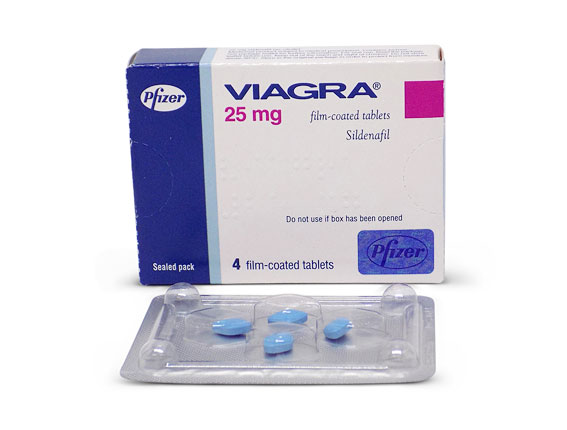 Pfizer
VIAGRA®
25 mg
film-coated tablets
Sildenafil
Do not use if box has been opened
Pfizer
Sealed pack
4 film-coated tablets